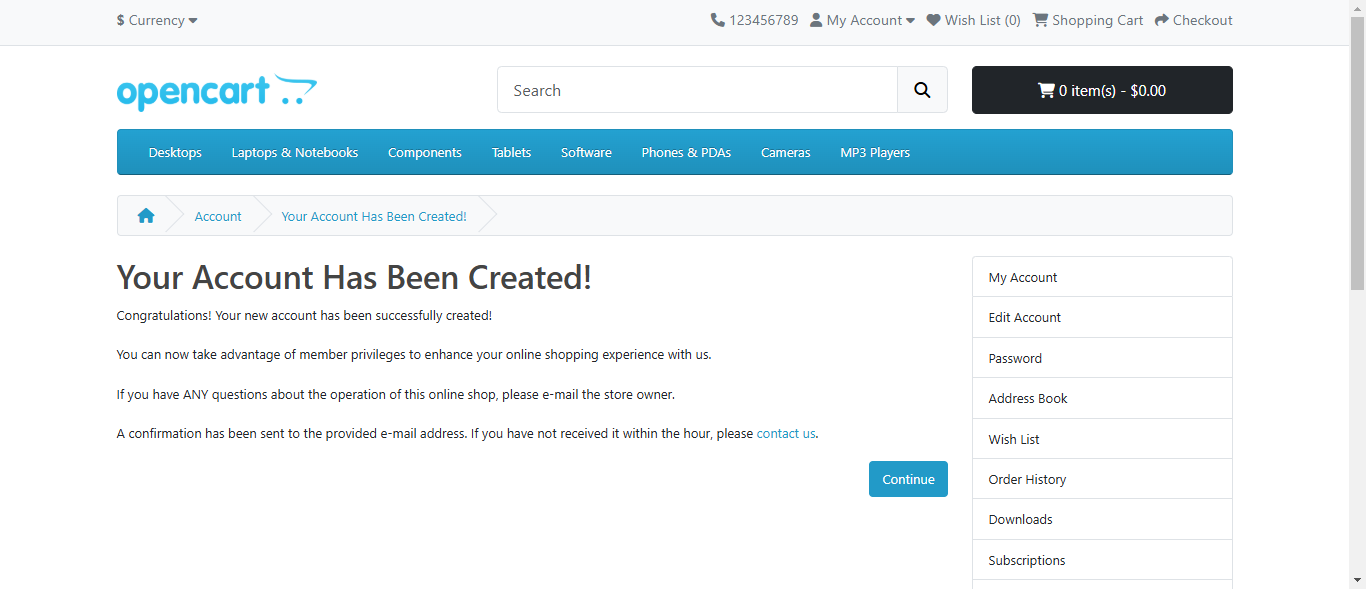 $ Currency
123456789 My Account Wish List (0) Shopping Cart Checkout
opencart
Search
0 item(s) - $0.00
Desktops Laptops & Notebooks Components Tablets Software Phones & PDAs Cameras MP3 Players
Account Your Account Has Been Created!
Your Account Has Been Created!
Congratulations! Your new account has been successfully created!
You can now take advantage of member privileges to enhance your online shopping experience with us.
If you have ANY questions about the operation of this online shop, please e-mail the store owner.
A confirmation has been sent to the provided e-mail address. If you have not received it within the hour, please contact us.
Continue
My Account
Edit Account
Password
Address Book
Wish List
Order History
Downloads
Subscriptions